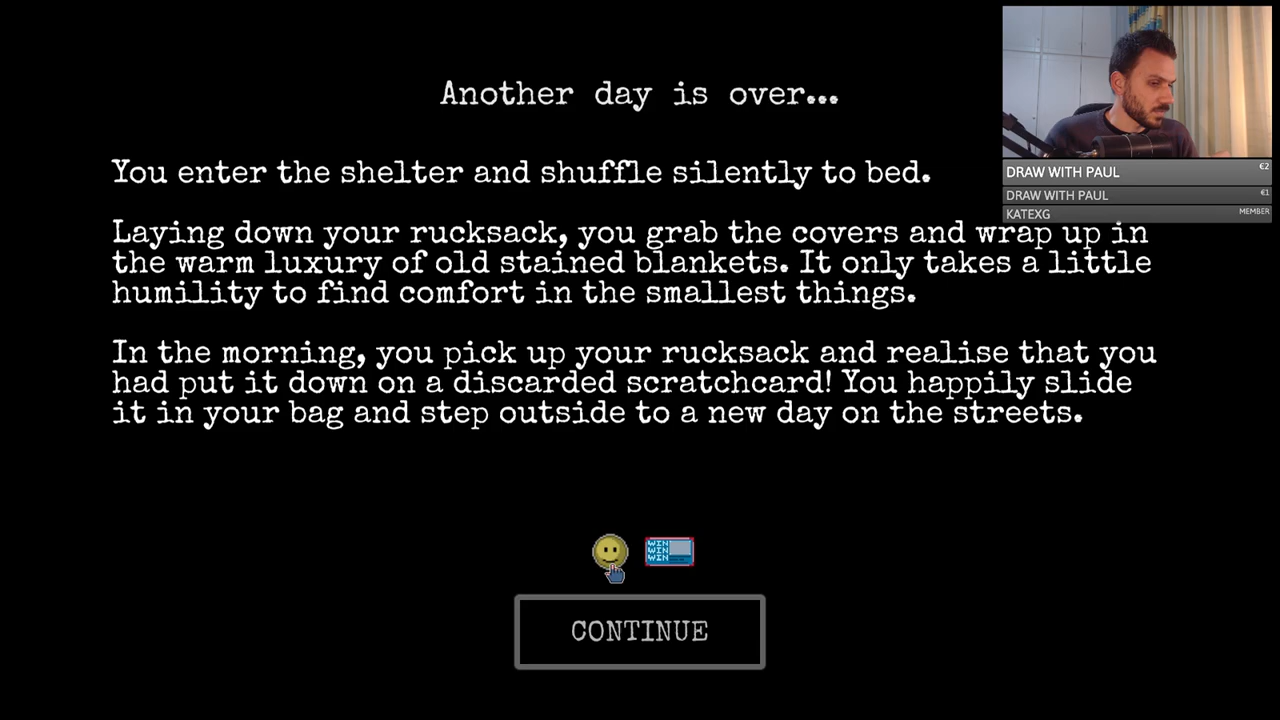 Another day is over...
You enter the shelter and shuffle silently to bed.
DRAW WITH PAUL €2
DRAW WITH PAUL €1
KATEXG MEMBER
Laying down your rucksack, you grab the covers and wrap up in
the warm luxury of old stained blankets. It only takes a little
humility to find comfort in the smallest things.
In the morning, you pick up your rucksack and realise that you
had put it down on a discarded scratchcard! You happily slide
it in your bag and step outside to a new day on the streets.
WIN
WIN
WIN
CONTINUE